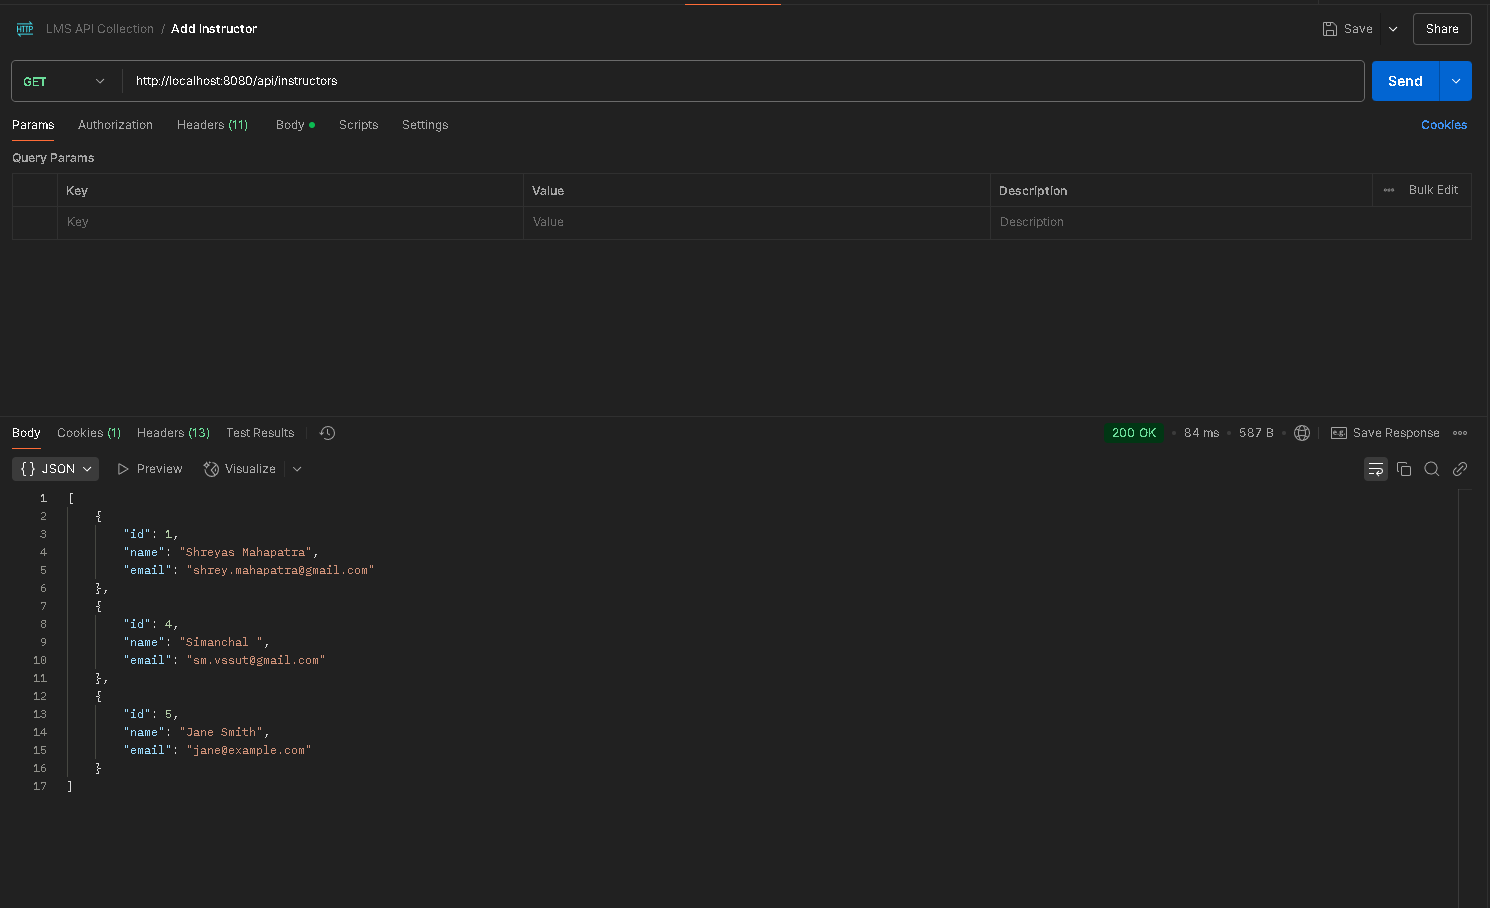 HTTP LMS API Collection / Add Instructor Save Share
GET http://localhost:8080/api/instructors Send
Params Authorization Headers (11) Body Scripts Settings Cookies
Query Params
Key Value Description ••• Bulk Edit
Key Value Description
Body Cookies (1) Headers (13) Test Results 200 OK • 84 ms • 587 B • e.g. Save Response
{} JSON Preview Visualize
1 [
2 {
3 "id": 1,
4 "name": "Shreyas Mahapatra",
5 "email": "shrey.mahapatra@gmail.com"
6 },
7 {
8 "id": 4,
9 "name": "Simanchal ",
10 "email": "sm.vssut@gmail.com"
11 },
12 {
13 "id": 5,
14 "name": "Jane Smith",
15 "email": "jane@example.com"
16 }
17 ]